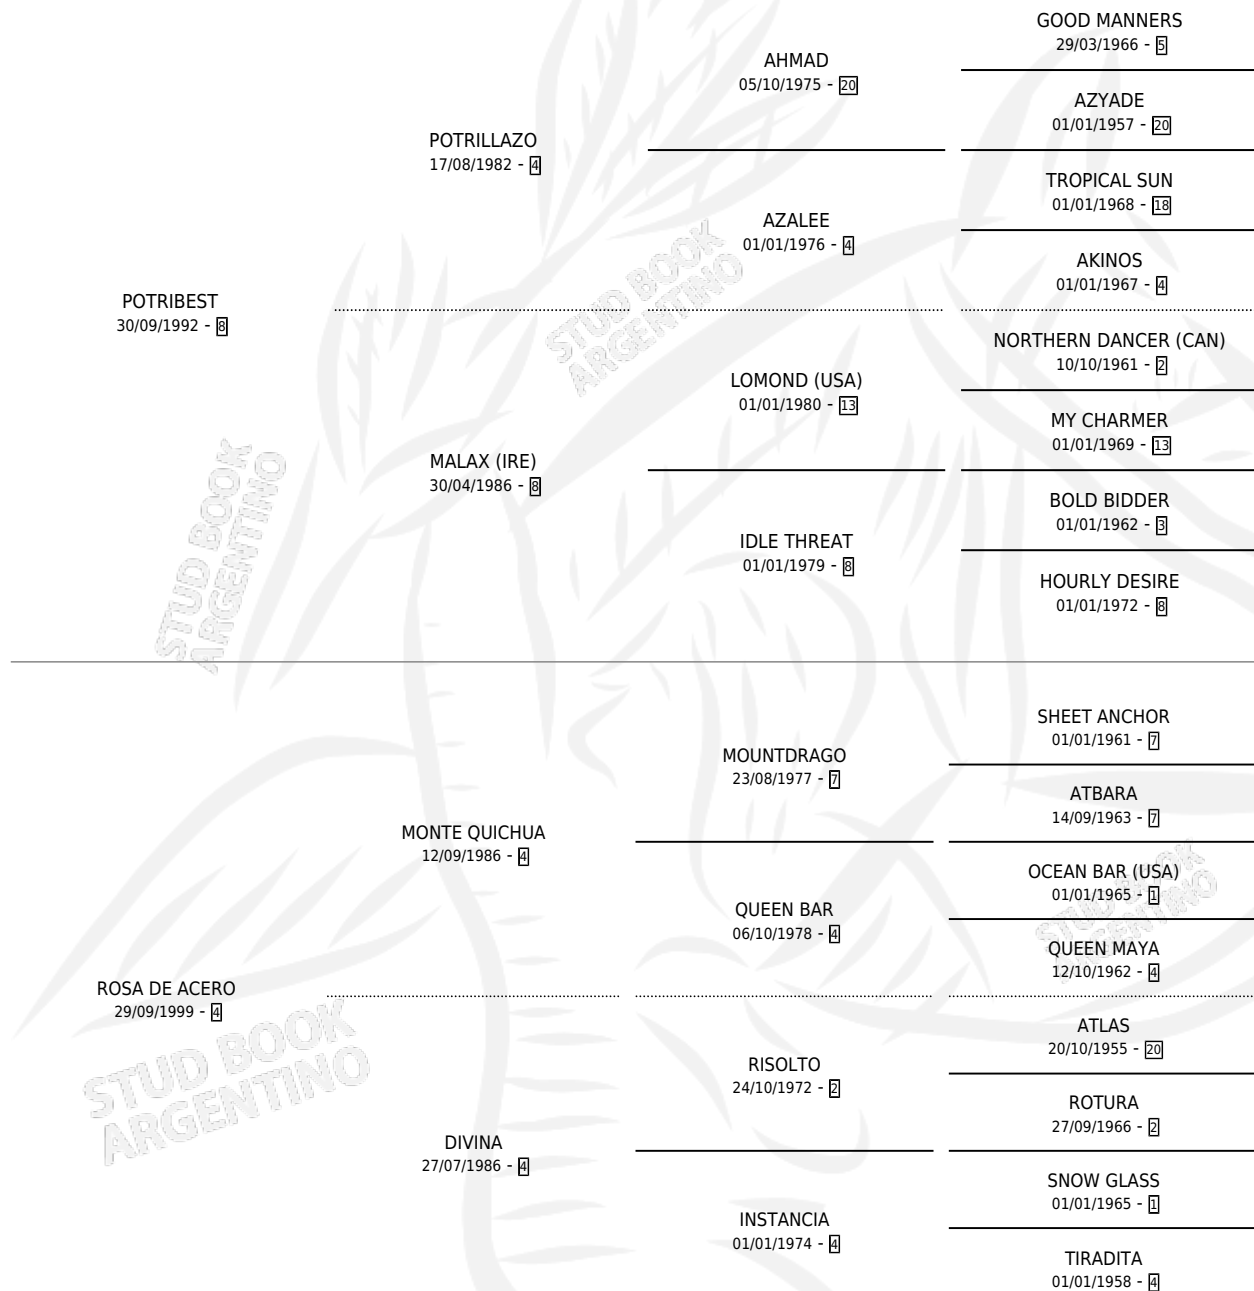 GOOD MANNERS
29/03/1966 - 5
AHMAD
05/10/1975 - 20
AZYADE
01/01/1957 - 20
POTRILLAZO
17/08/1982 - 4
TROPICAL SUN
01/01/1968 - 18
AZALEE
01/01/1976 - 4
AKINOS
01/01/1967 - 4
POTRIBEST
30/09/1992 - 8
NORTHERN DANCER (CAN)
10/10/1961 - 2
LOMOND (USA)
01/01/1980 - 13
MY CHARMER
01/01/1969 - 13
MALAX (IRE)
30/04/1986 - 8
BOLD BIDDER
01/01/1962 - 3
IDLE THREAT
01/01/1979 - 8
HOURLY DESIRE
01/01/1972 - 8
STUD BOOK
ARGENTINO
STUD BOOK
ARGENTINO
SHEET ANCHOR
01/01/1961 - 7
MOUNTDRAGO
23/08/1977 - 7
ATBARA
14/09/1963 - 7
MONTE QUICHUA
12/09/1986 - 4
OCEAN BAR (USA)
01/01/1965 - 1
QUEEN BAR
06/10/1978 - 4
QUEEN MAYA
12/10/1962 - 4
STUD BOOK
ARGENTINO
ROSA DE ACERO
29/09/1999 - 4
ATLAS
20/10/1955 - 20
RISOLTO
24/10/1972 - 2
ROTURA
27/09/1966 - 2
STUD BOOK
ARGENTINO
DIVINA
27/07/1986 - 4
SNOW GLASS
01/01/1965 - 1
INSTANCIA
01/01/1974 - 4
TIRADITA
01/01/1958 - 4